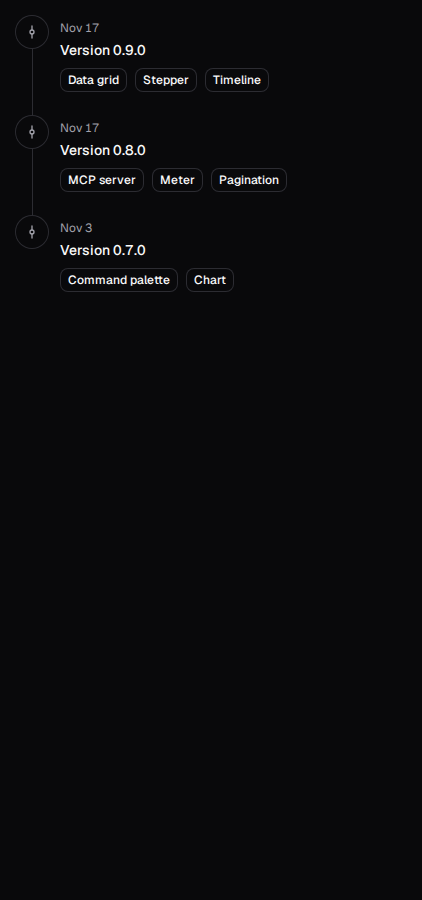 Nov 17
Version 0.9.0
Data grid Stepper Timeline
Nov 17
Version 0.8.0
MCP server Meter Pagination
Nov 3
Version 0.7.0
Command palette Chart